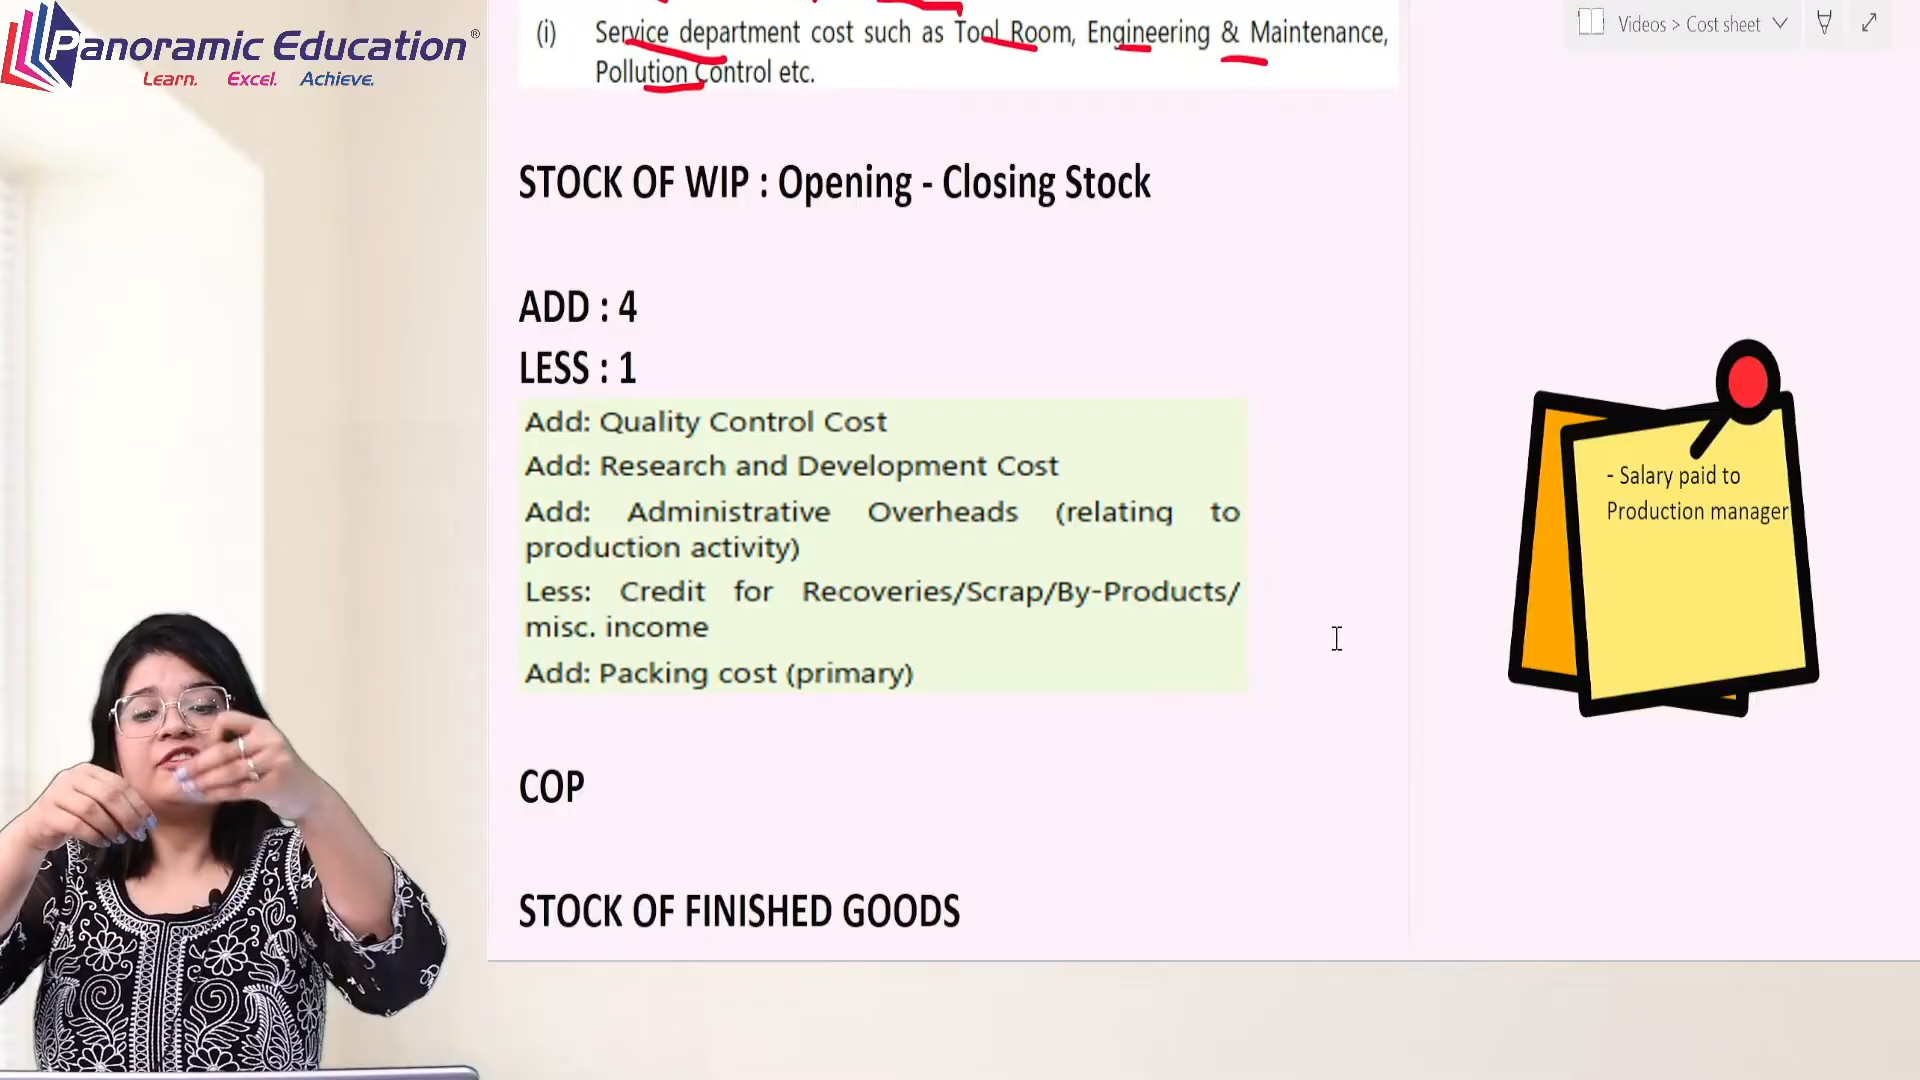 Panoramic Education®
Learn. Excel. Achieve.
Videos > Cost sheet
(i) Service department cost such as Tool Room, Engineering & Maintenance,
Pollution Control etc.
STOCK OF WIP : Opening - Closing Stock
ADD : 4
LESS : 1
Add: Quality Control Cost
Add: Research and Development Cost
Add: Administrative Overheads (relating to
production activity)
Less: Credit for Recoveries/Scrap/By-Products/
misc. income
Add: Packing cost (primary)
- Salary paid to
Production manager
COP
STOCK OF FINISHED GOODS